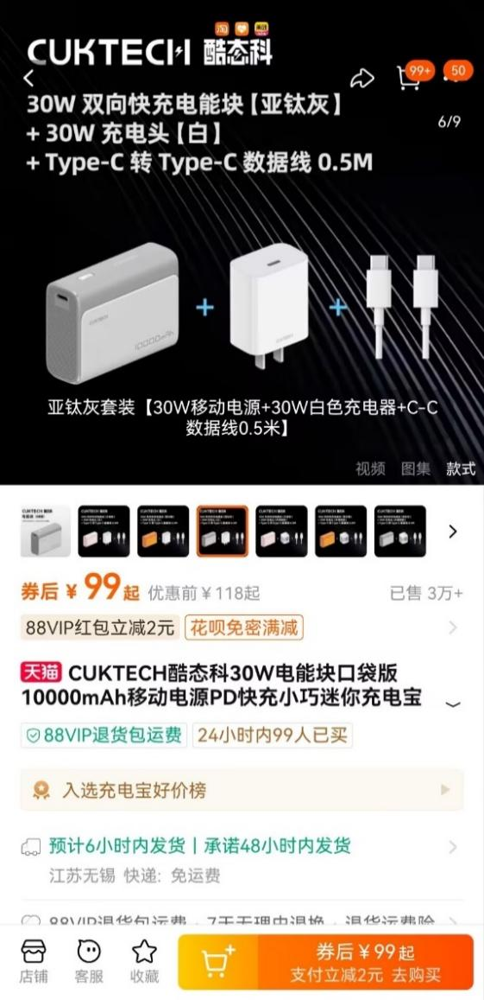 CUKTECH 酷态科
99+
50
30W 双向快充电能块【亚钛灰】
6/9
+ 30W 充电头【白】
+ Type-C 转 Type-C 数据线 0.5M
CUKTECH
10000mAh
CUKTECH
亚钛灰套装【30W移动电源+30W白色充电器+C-C
数据线0.5米】
视频 图集 款式
券后 ¥ 99 起 优惠前 ¥118起 已售 3万+
88VIP红包立减2元 花呗免密满减
天猫 CUKTECH酷态科30W电能块口袋版
10000mAh移动电源PD快充小巧迷你充电宝
88VIP退货包运费 24小时内99人已买
入选充电宝好价榜
预计6小时内发货 | 承诺48小时内发货
江苏无锡 快递: 免运费
88VIP退货包运费 · 7天无理由退换 · 退货运费险
券后 ¥ 99 起
店铺 客服 收藏 支付立减2元 去购买